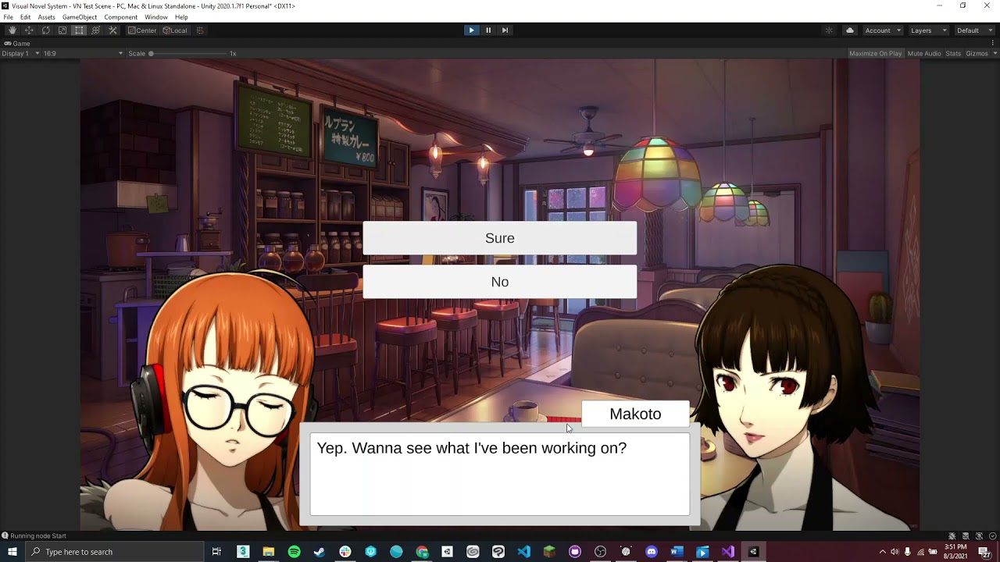 Visual Novel System - VN Test Scene - PC, Mac & Linux Standalone - Unity 2020.1.7f1 Personal* <DX11>
File Edit Assets GameObject Component Window Help
Center Local Account Layers Default
Game
Display 1 16:9 Scale 1x Maximize On Play Mute Audio Stats Gizmos
ルブラン
特製カレー
¥800
Sure
No
Makoto
Yep. Wanna see what I've been working on?
Running node Start
Type here to search
3:51 PM
8/3/2021